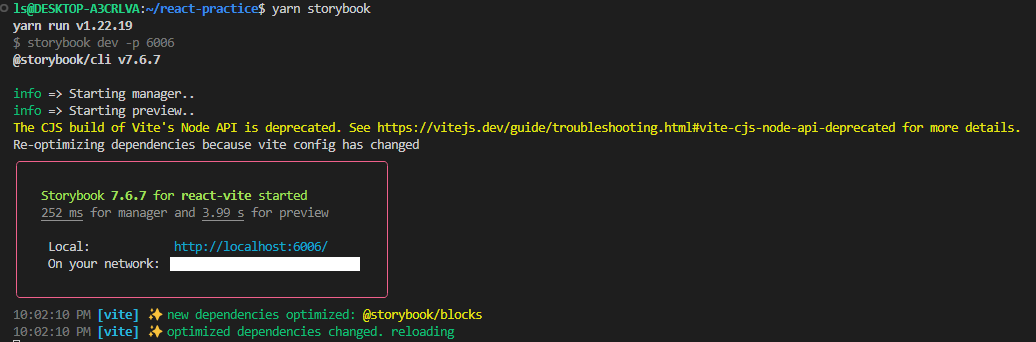 ls@DESKTOP-A3CRLVA:~/react-practice$ yarn storybook
yarn run v1.22.19
$ storybook dev -p 6006
@storybook/cli v7.6.7
info => Starting manager..
info => Starting preview..
The CJS build of Vite's Node API is deprecated. See https://vitejs.dev/guide/troubleshooting.html#vite-cjs-node-api-deprecated for more details.
Re-optimizing dependencies because vite config has changed
Storybook 7.6.7 for react-vite started
252 ms for manager and 3.99 s for preview
Local: http://localhost:6006/
On your network:
10:02:10 PM [vite] ✨ new dependencies optimized: @storybook/blocks
10:02:10 PM [vite] ✨ optimized dependencies changed. reloading